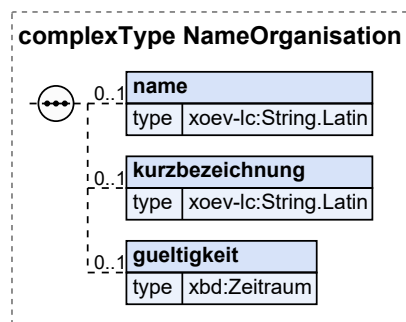 complexType NameOrganisation
0..1 name
type xoev-lc:String.Latin
0..1 kurzbezeichnung
type xoev-lc:String.Latin
0..1 gueltigkeit
type xbd:Zeitraum